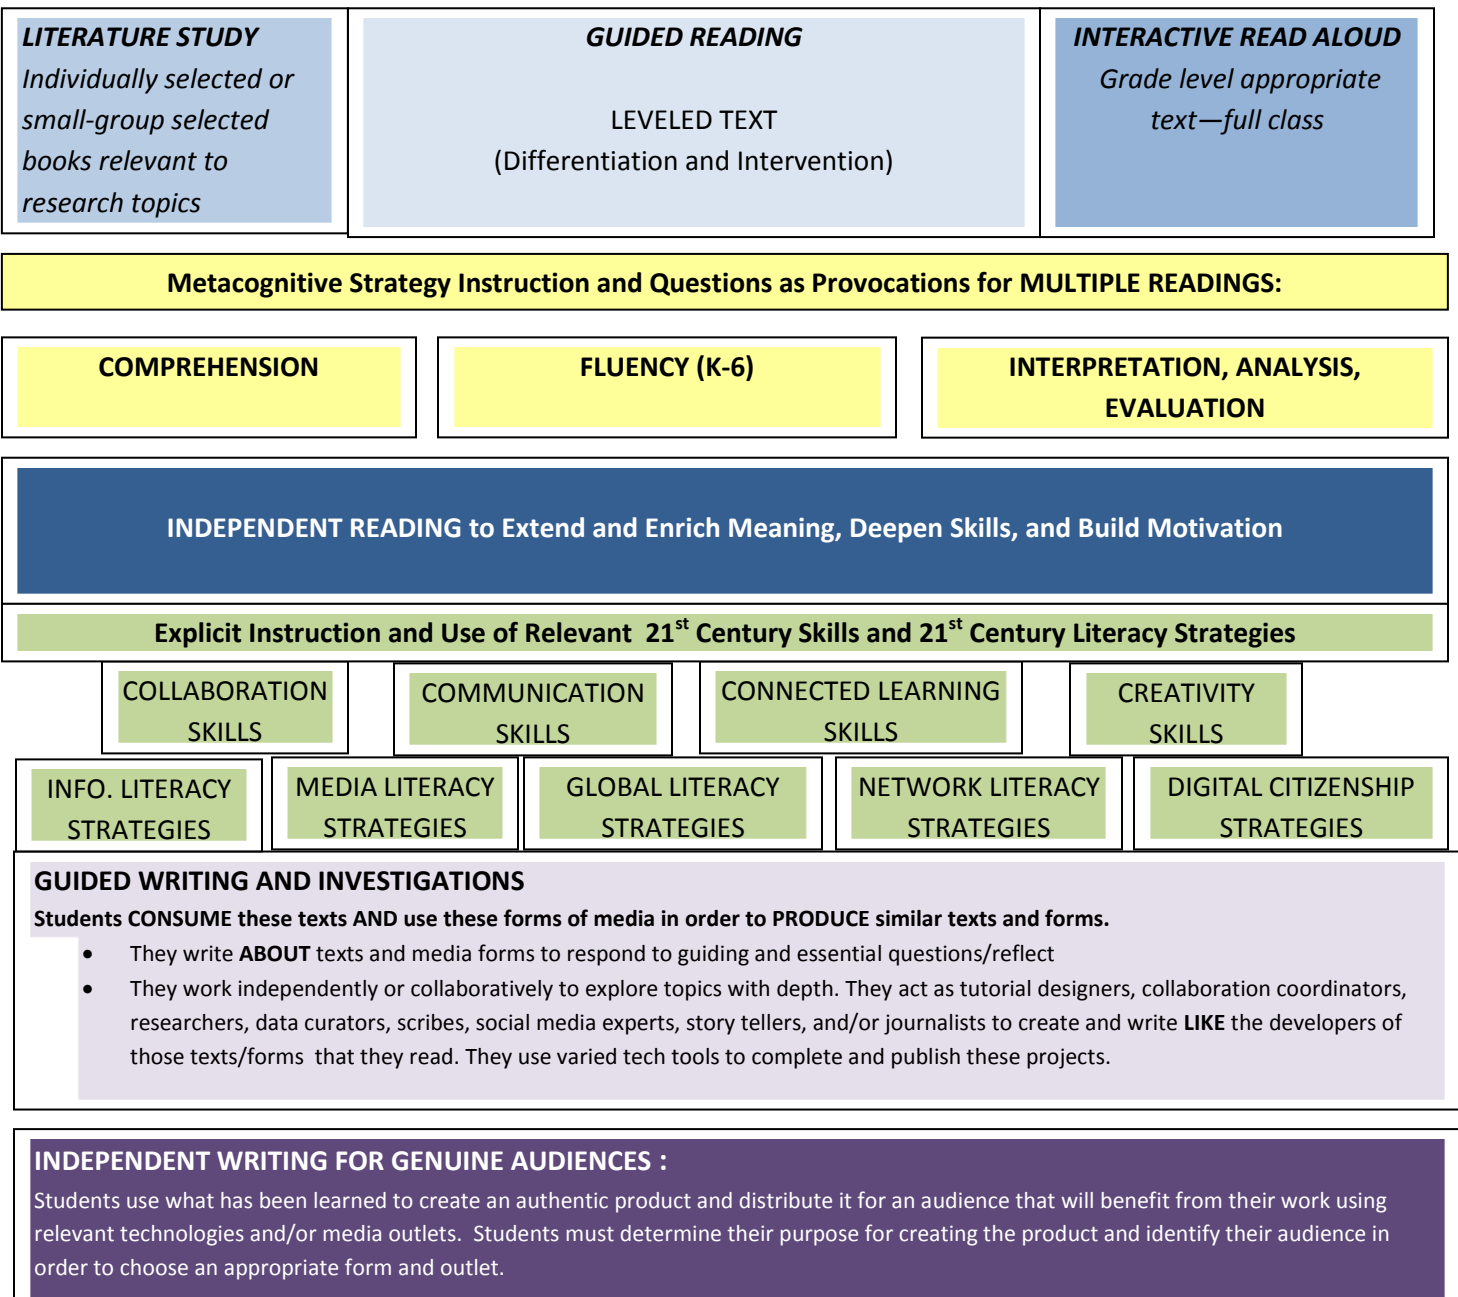 LITERATURE STUDY
Individually selected or
small-group selected
books relevant to
research topics
GUIDED READING
LEVELED TEXT
(Differentiation and Intervention)
INTERACTIVE READ ALOUD
Grade level appropriate
text—full class
Metacognitive Strategy Instruction and Questions as Provocations for MULTIPLE READINGS:
COMPREHENSION
FLUENCY (K-6)
INTERPRETATION, ANALYSIS,
EVALUATION
INDEPENDENT READING to Extend and Enrich Meaning, Deepen Skills, and Build Motivation
Explicit Instruction and Use of Relevant 21st Century Skills and 21st Century Literacy Strategies
COLLABORATION
SKILLS
COMMUNICATION
SKILLS
CONNECTED LEARNING
SKILLS
CREATIVITY
SKILLS
INFO. LITERACY
STRATEGIES
MEDIA LITERACY
STRATEGIES
GLOBAL LITERACY
STRATEGIES
NETWORK LITERACY
STRATEGIES
DIGITAL CITIZENSHIP
STRATEGIES
GUIDED WRITING AND INVESTIGATIONS
Students CONSUME these texts AND use these forms of media in order to PRODUCE similar texts and forms.
• They write ABOUT texts and media forms to respond to guiding and essential questions/reflect
• They work independently or collaboratively to explore topics with depth. They act as tutorial designers, collaboration coordinators,
researchers, data curators, scribes, social media experts, story tellers, and/or journalists to create and write LIKE the developers of
those texts/forms that they read. They use varied tech tools to complete and publish these projects.
INDEPENDENT WRITING FOR GENUINE AUDIENCES :
Students use what has been learned to create an authentic product and distribute it for an audience that will benefit from their work using
relevant technologies and/or media outlets. Students must determine their purpose for creating the product and identify their audience in
order to choose an appropriate form and outlet.